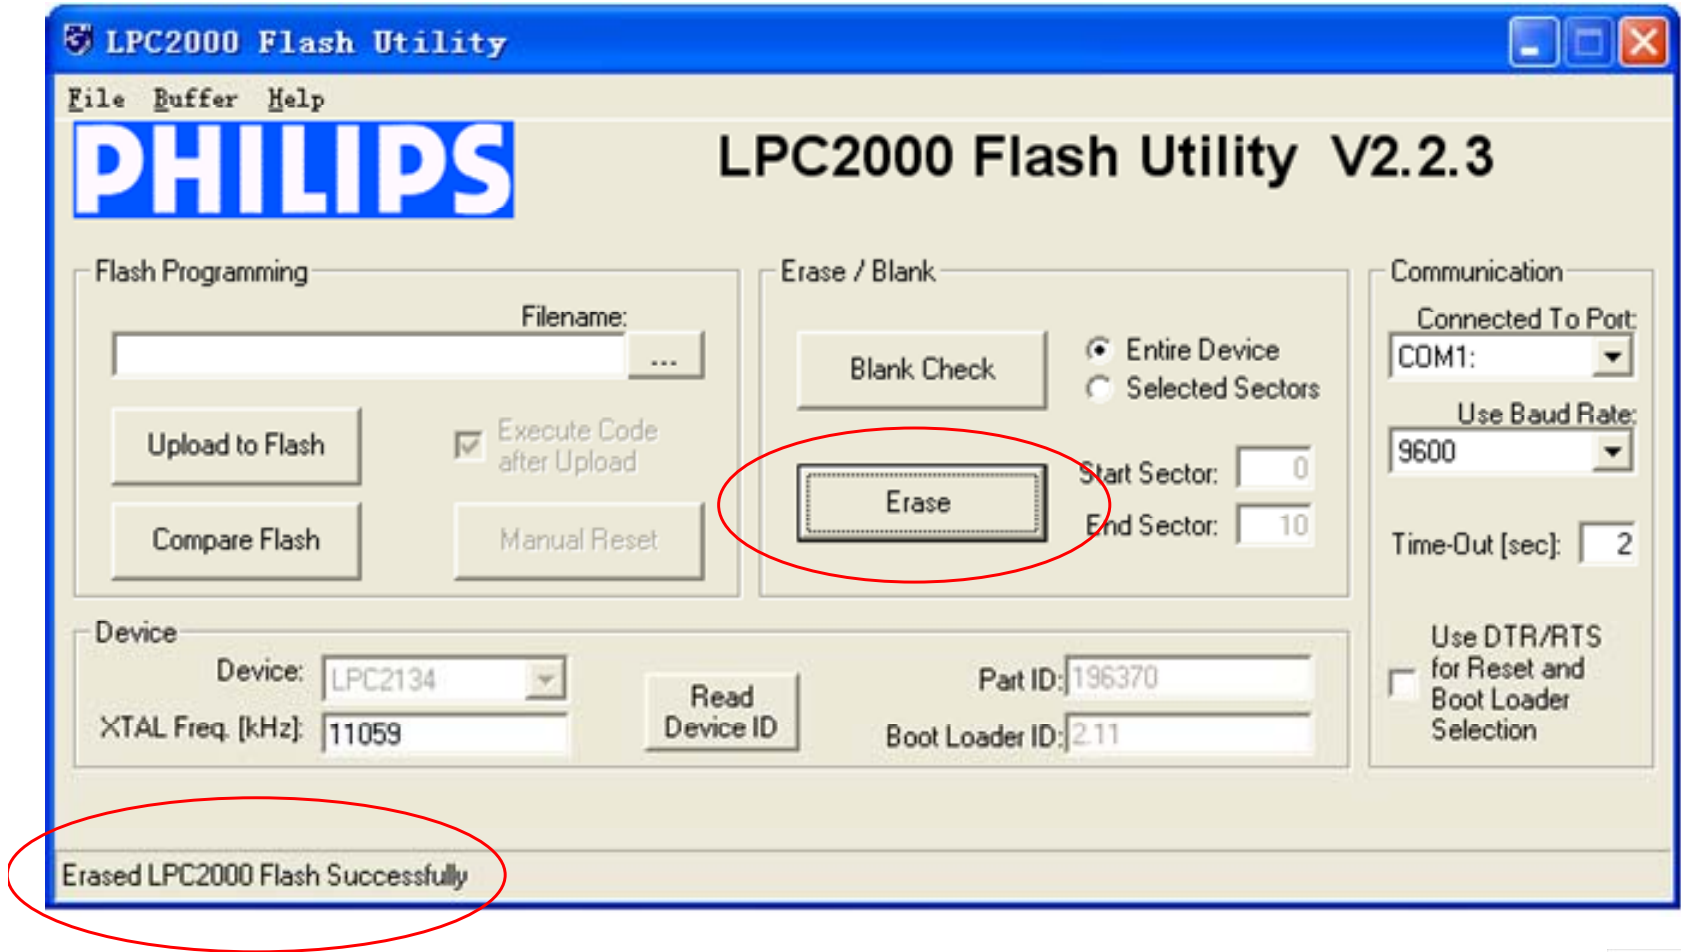 LPC2000 Flash Utility
File Buffer Help
PHILIPS
LPC2000 Flash Utility V2.2.3
Flash Programming
Filename:
...
Upload to Flash
Execute Code
after Upload
Compare Flash
Manual Reset
Erase / Blank
Blank Check
Entire Device
Selected Sectors
Erase
Start Sector: 0
End Sector: 10
Communication
Connected To Port:
COM1:
Use Baud Rate:
9600
Time-Out [sec]: 2
Use DTR/RTS
for Reset and
Boot Loader
Selection
Device
Device: LPC2134
XTAL Freq. [kHz]: 11059
Read
Device ID
Part ID: 196370
Boot Loader ID: 2.11
Erased LPC2000 Flash Successfully